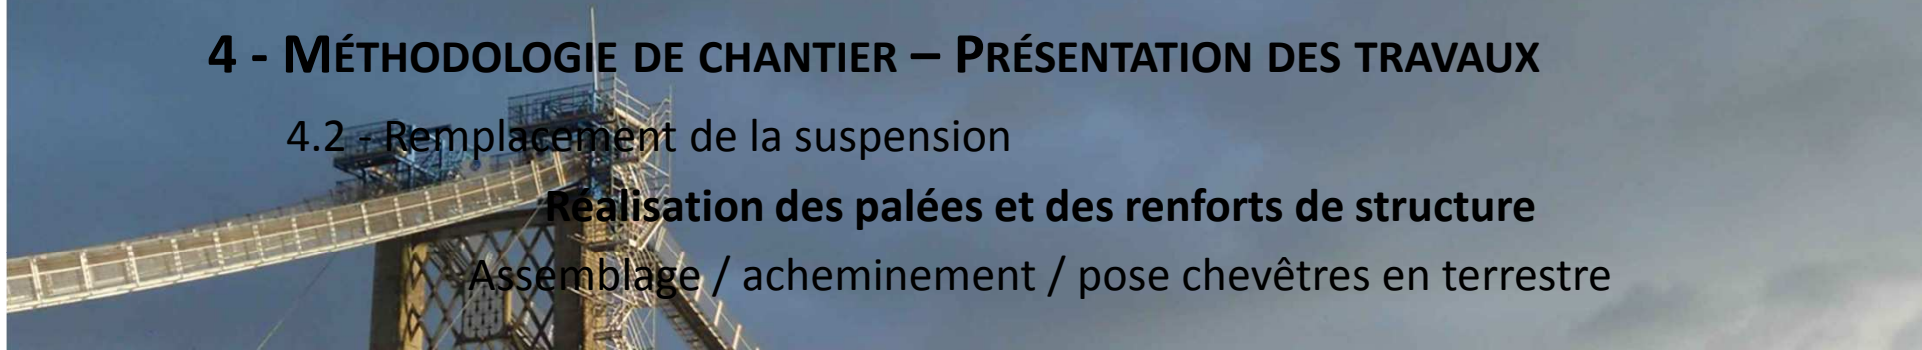 4 - MÉTHODOLOGIE DE CHANTIER – PRÉSENTATION DES TRAVAUX
4.2 - Remplacement de la suspension
Réalisation des palées et des renforts de structure
Assemblage / acheminement / pose chevêtres en terrestre